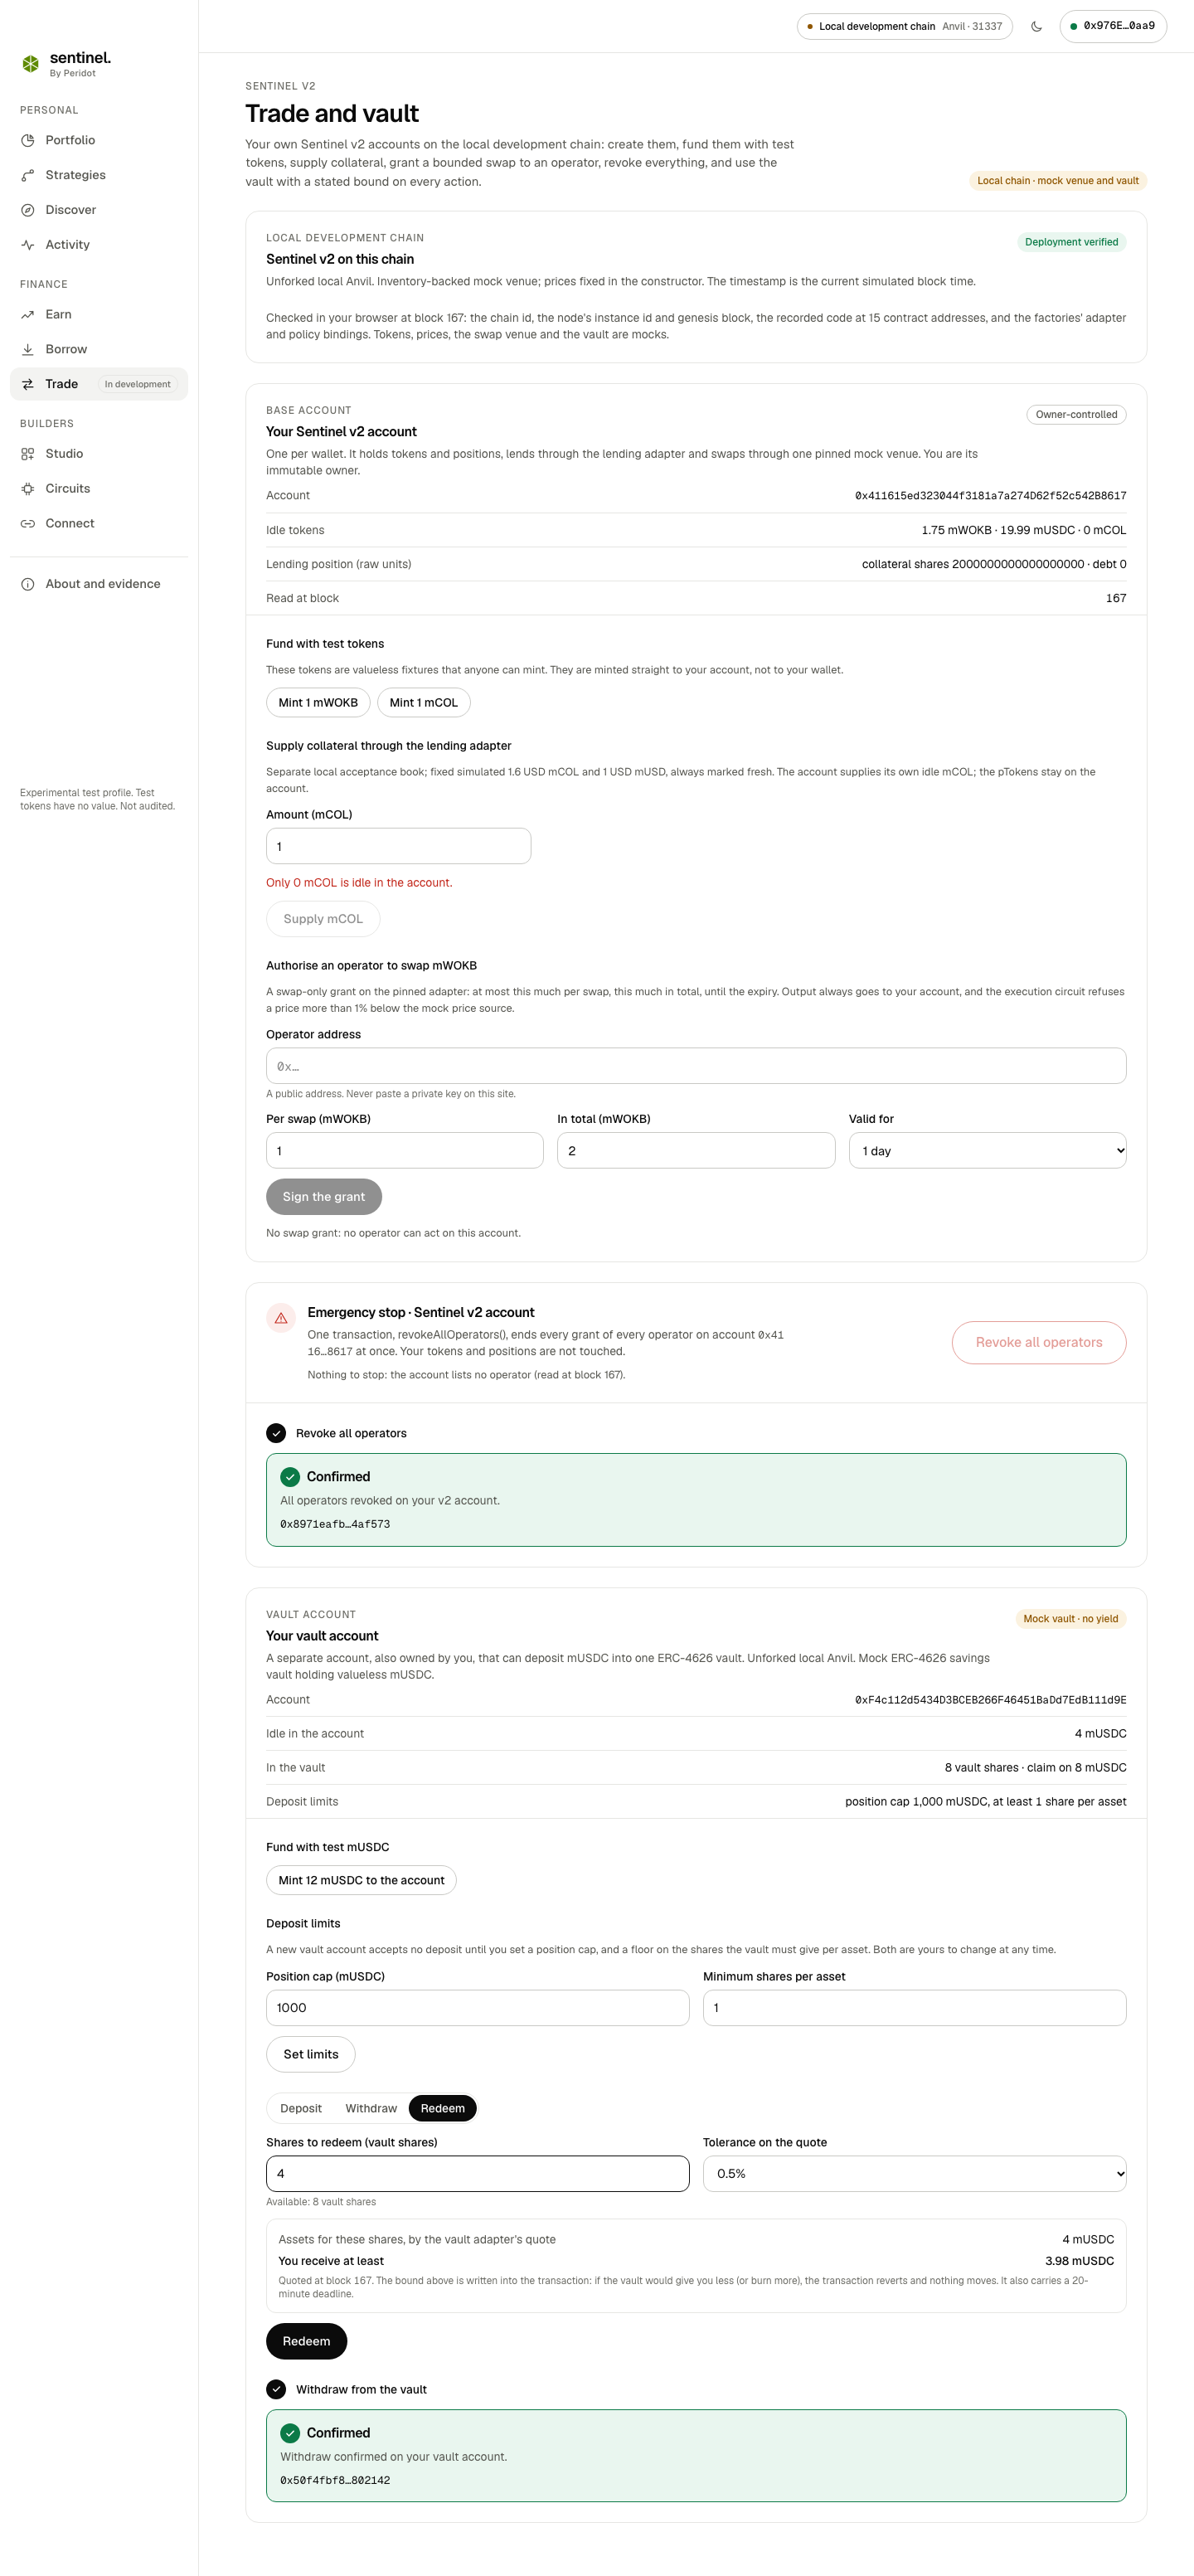 Local development chain Anvil · 31337
0x976E…0aa9
sentinel.
By Peridot
PERSONAL
Portfolio
Strategies
Discover
Activity
FINANCE
Earn
Borrow
Trade In development
BUILDERS
Studio
Circuits
Connect
About and evidence
Experimental test profile. Test
tokens have no value. Not audited.
SENTINEL V2
Trade and vault
Your own Sentinel v2 accounts on the local development chain: create them, fund them with test
tokens, supply collateral, grant a bounded swap to an operator, revoke everything, and use the
vault with a stated bound on every action.
Local chain · mock venue and vault
LOCAL DEVELOPMENT CHAIN
Deployment verified
Sentinel v2 on this chain
Unforked local Anvil. Inventory-backed mock venue; prices fixed in the constructor. The timestamp is the current simulated block time.
Checked in your browser at block 167: the chain id, the node's instance id and genesis block, the recorded code at 15 contract addresses, and the factories' adapter
and policy bindings. Tokens, prices, the swap venue and the vault are mocks.
BASE ACCOUNT
Owner-controlled
Your Sentinel v2 account
One per wallet. It holds tokens and positions, lends through the lending adapter and swaps through one pinned mock venue. You are its
immutable owner.
Account 0x411615ed323044f3181a7a274D62f52c542B8617
Idle tokens 1.75 mWOKB · 19.99 mUSDC · 0 mCOL
Lending position (raw units) collateral shares 2000000000000000000 · debt 0
Read at block 167
Fund with test tokens
These tokens are valueless fixtures that anyone can mint. They are minted straight to your account, not to your wallet.
Mint 1 mWOKB Mint 1 mCOL
Supply collateral through the lending adapter
Separate local acceptance book; fixed simulated 1.6 USD mCOL and 1 USD mUSD, always marked fresh. The account supplies its own idle mCOL; the pTokens stay on the
account.
Amount (mCOL)
1
Only 0 mCOL is idle in the account.
Supply mCOL
Authorise an operator to swap mWOKB
A swap-only grant on the pinned adapter: at most this much per swap, this much in total, until the expiry. Output always goes to your account, and the execution circuit refuses
a price more than 1% below the mock price source.
Operator address
0x…
A public address. Never paste a private key on this site.
Per swap (mWOKB) In total (mWOKB) Valid for
1 2 1 day
Sign the grant
No swap grant: no operator can act on this account.
Emergency stop · Sentinel v2 account
One transaction, revokeAllOperators(), ends every grant of every operator on account 0x41
16…8617 at once. Your tokens and positions are not touched.
Nothing to stop: the account lists no operator (read at block 167).
Revoke all operators
Revoke all operators
Confirmed
All operators revoked on your v2 account.
0x8971eafb…4af573
VAULT ACCOUNT
Mock vault · no yield
Your vault account
A separate account, also owned by you, that can deposit mUSDC into one ERC-4626 vault. Unforked local Anvil. Mock ERC-4626 savings
vault holding valueless mUSDC.
Account 0xF4c112d5434D3BCEB266F46451BaDd7EdB111d9E
Idle in the account 4 mUSDC
In the vault 8 vault shares · claim on 8 mUSDC
Deposit limits position cap 1,000 mUSDC, at least 1 share per asset
Fund with test mUSDC
Mint 12 mUSDC to the account
Deposit limits
A new vault account accepts no deposit until you set a position cap, and a floor on the shares the vault must give per asset. Both are yours to change at any time.
Position cap (mUSDC) Minimum shares per asset
1000 1
Set limits
Deposit Withdraw Redeem
Shares to redeem (vault shares) Tolerance on the quote
4 0.5%
Available: 8 vault shares
Assets for these shares, by the vault adapter's quote 4 mUSDC
You receive at least 3.98 mUSDC
Quoted at block 167. The bound above is written into the transaction: if the vault would give you less (or burn more), the transaction reverts and nothing moves. It also carries a 20-
minute deadline.
Redeem
Withdraw from the vault
Confirmed
Withdraw confirmed on your vault account.
0x50f4fbf8…802142